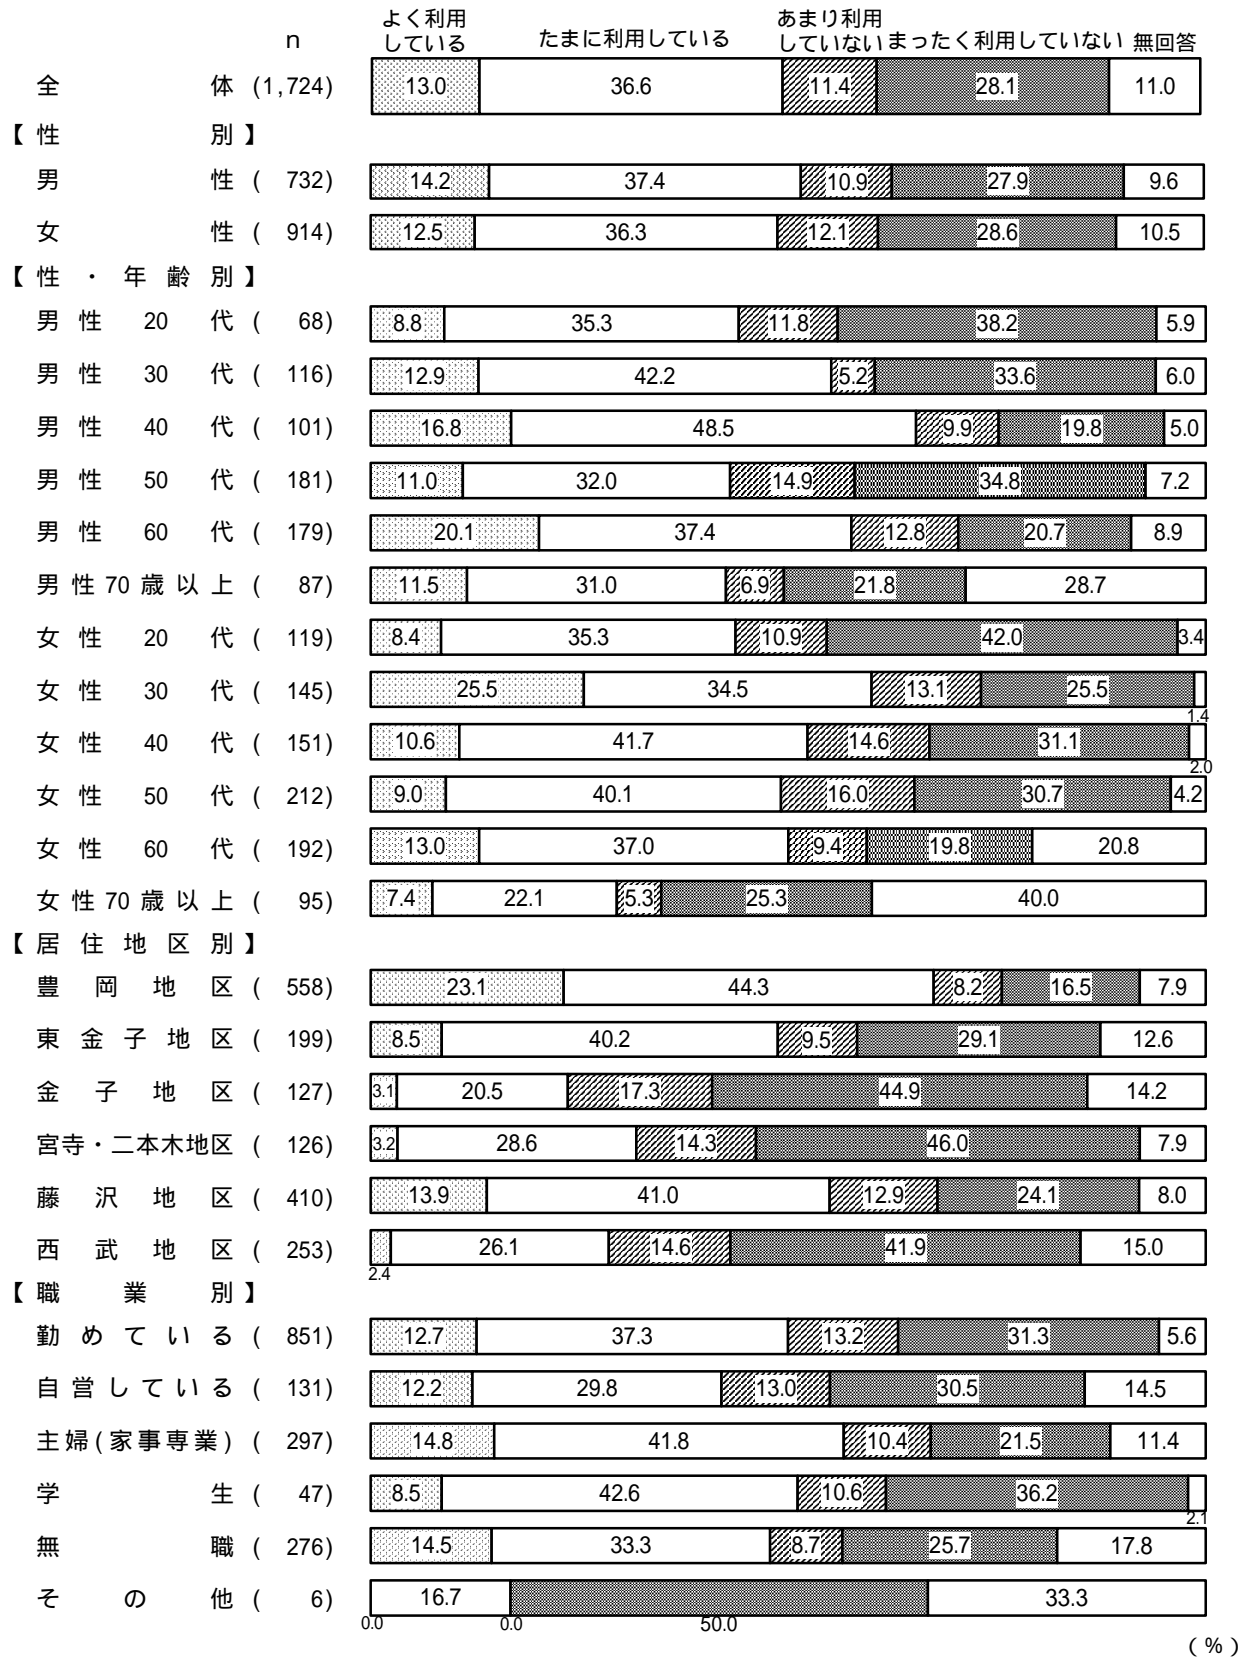 よく利用 あまり利用
n している たまに利用している していない まったく利用していない 無回答
全体 (1,724) 13.0 36.6 11.4 28.1 11.0
【性別】
男性 ( 732) 14.2 37.4 10.9 27.9 9.6
女性 ( 914) 12.5 36.3 12.1 28.6 10.5
【性・年齢別】
男性 20代 ( 68) 8.8 35.3 11.8 38.2 5.9
男性 30代 ( 116) 12.9 42.2 5.2 33.6 6.0
男性 40代 ( 101) 16.8 48.5 9.9 19.8 5.0
男性 50代 ( 181) 11.0 32.0 14.9 34.8 7.2
男性 60代 ( 179) 20.1 37.4 12.8 20.7 8.9
男性70歳以上 ( 87) 11.5 31.0 6.9 21.8 28.7
女性 20代 ( 119) 8.4 35.3 10.9 42.0 3.4
女性 30代 ( 145) 25.5 34.5 13.1 25.5
1.4
女性 40代 ( 151) 10.6 41.7 14.6 31.1
2.0
女性 50代 ( 212) 9.0 40.1 16.0 30.7 4.2
女性 60代 ( 192) 13.0 37.0 9.4 19.8 20.8
女性70歳以上 ( 95) 7.4 22.1 5.3 25.3 40.0
【居住地区別】
豊岡地区 ( 558) 23.1 44.3 8.2 16.5 7.9
東金子地区 ( 199) 8.5 40.2 9.5 29.1 12.6
金子地区 ( 127) 3.1 20.5 17.3 44.9 14.2
宮寺・二本木地区 ( 126) 3.2 28.6 14.3 46.0 7.9
藤沢地区 ( 410) 13.9 41.0 12.9 24.1 8.0
西武地区 ( 253) 26.1 14.6 41.9 15.0
2.4
【職業別】
勤めている ( 851) 12.7 37.3 13.2 31.3 5.6
自営している ( 131) 12.2 29.8 13.0 30.5 14.5
主婦(家事専業) ( 297) 14.8 41.8 10.4 21.5 11.4
学生 ( 47) 8.5 42.6 10.6 36.2
2.1
無職 ( 276) 14.5 33.3 8.7 25.7 17.8
その他 ( 6) 16.7 33.3
0.0 0.0 50.0
(%)